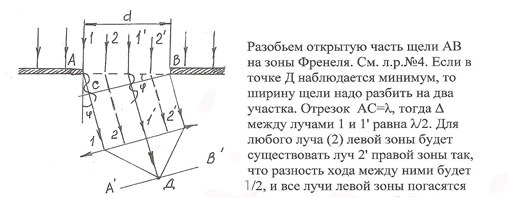 d
A 1 2 1' 2' B
C φ
φ
1 2 1' 2'
A' Д B'
Разобьем открытую часть щели АВ
на зоны Френеля. См. л.р.№4. Если в
точке Д наблюдается минимум, то
ширину щели надо разбить на два
участка. Отрезок АС=λ, тогда Δ
между лучами 1 и 1' равна λ/2. Для
любого луча (2) левой зоны будет
существовать луч 2' правой зоны так,
что разность хода между ними будет
1/2, и все лучи левой зоны погасятся